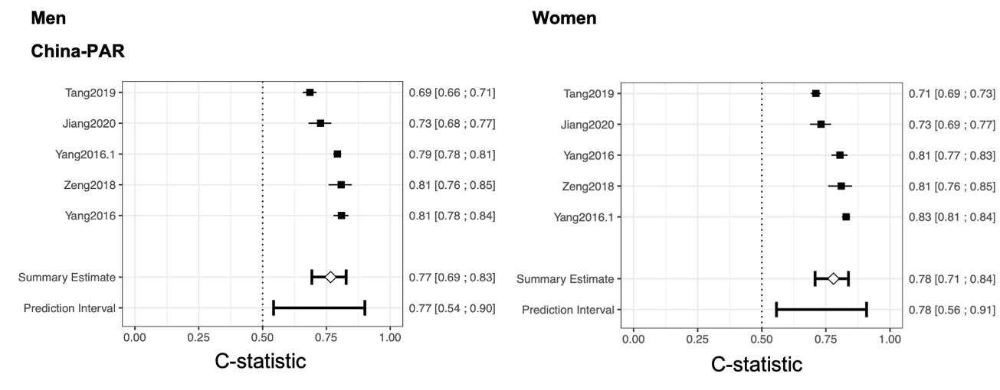 Men
China-PAR
Tang2019 0.69 [0.66 ; 0.71]
Jiang2020 0.73 [0.68 ; 0.77]
Yang2016.1 0.79 [0.78 ; 0.81]
Zeng2018 0.81 [0.76 ; 0.85]
Yang2016 0.81 [0.78 ; 0.84]
Summary Estimate 0.77 [0.69 ; 0.83]
Prediction Interval 0.77 [0.54 ; 0.90]
0.00 0.25 0.50 0.75 1.00
C-statistic
Women
Tang2019 0.71 [0.69 ; 0.73]
Jiang2020 0.73 [0.69 ; 0.77]
Yang2016 0.81 [0.77 ; 0.83]
Zeng2018 0.81 [0.76 ; 0.85]
Yang2016.1 0.83 [0.81 ; 0.84]
Summary Estimate 0.78 [0.71 ; 0.84]
Prediction Interval 0.78 [0.56 ; 0.91]
0.00 0.25 0.50 0.75 1.00
C-statistic